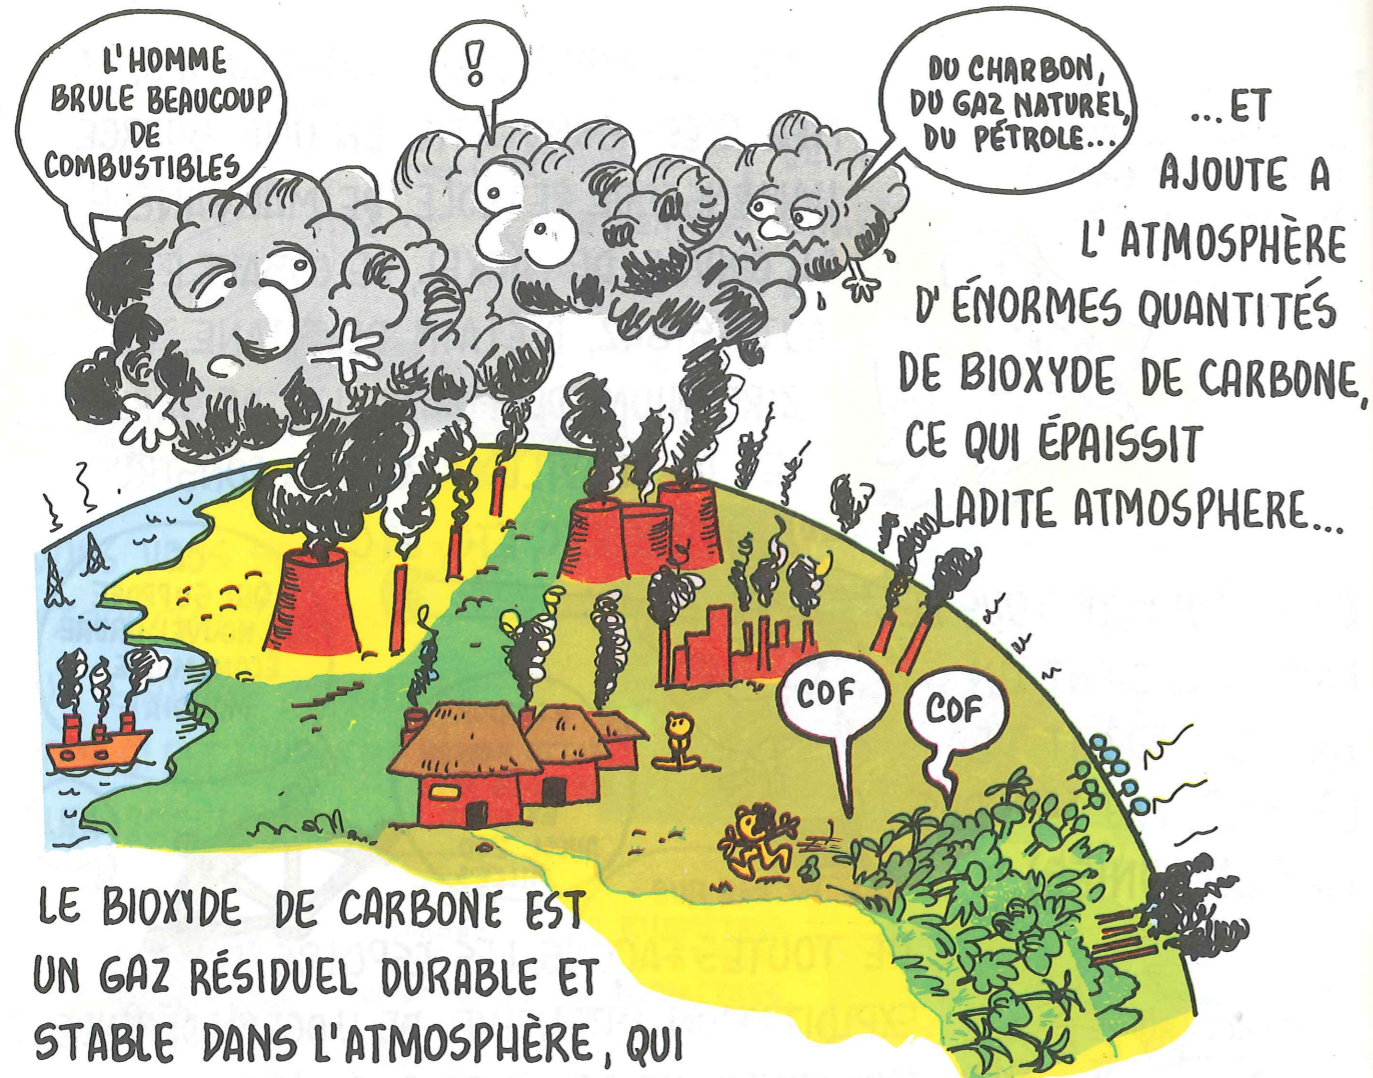 L'HOMME
BRULE BEAUCOUP
DE
COMBUSTIBLES
!
DU CHARBON,
DU GAZ NATUREL,
DU PÉTROLE...
...ET
AJOUTE A
L'ATMOSPHÈRE
D'ÉNORMES QUANTITÉS
DE BIOXYDE DE CARBONE,
CE QUI ÉPAISSIT
LADITE ATMOSPHERE...
COF
COF
LE BIOXYDE DE CARBONE EST
UN GAZ RÉSIDUEL DURABLE ET
STABLE DANS L'ATMOSPHÈRE, QUI